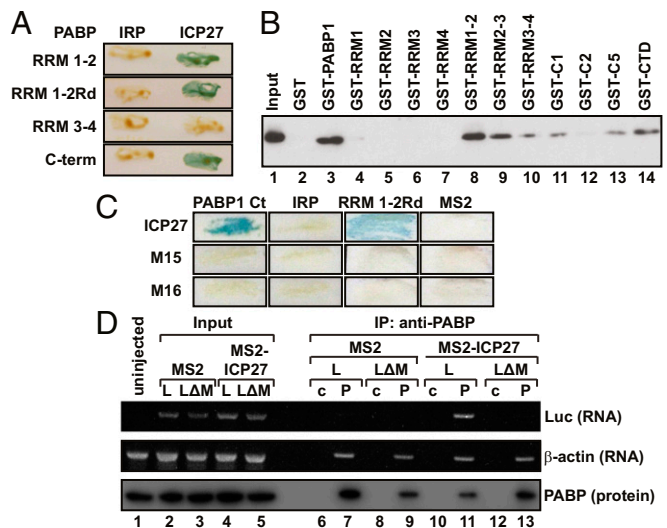 A
PABP IRP ICP27
RRM 1-2
RRM 1-2Rd
RRM 3-4
C-term
B
Input GST GST-PABP1 GST-RRM1 GST-RRM2 GST-RRM3 GST-RRM4 GST-RRM1-2 GST-RRM2-3 GST-RRM3-4 GST-C1 GST-C2 GST-C5 GST-CTD
1 2 3 4 5 6 7 8 9 10 11 12 13 14
C
PABP1 Ct IRP RRM 1-2Rd MS2
ICP27
M15
M16
D
uninjected
Input IP: anti-PABP
MS2 MS2-ICP27 MS2 MS2-ICP27
L LΔM L LΔM L LΔM L LΔM
c P c P c P c P
Luc (RNA)
β-actin (RNA)
PABP (protein)
1 2 3 4 5 6 7 8 9 10 11 12 13